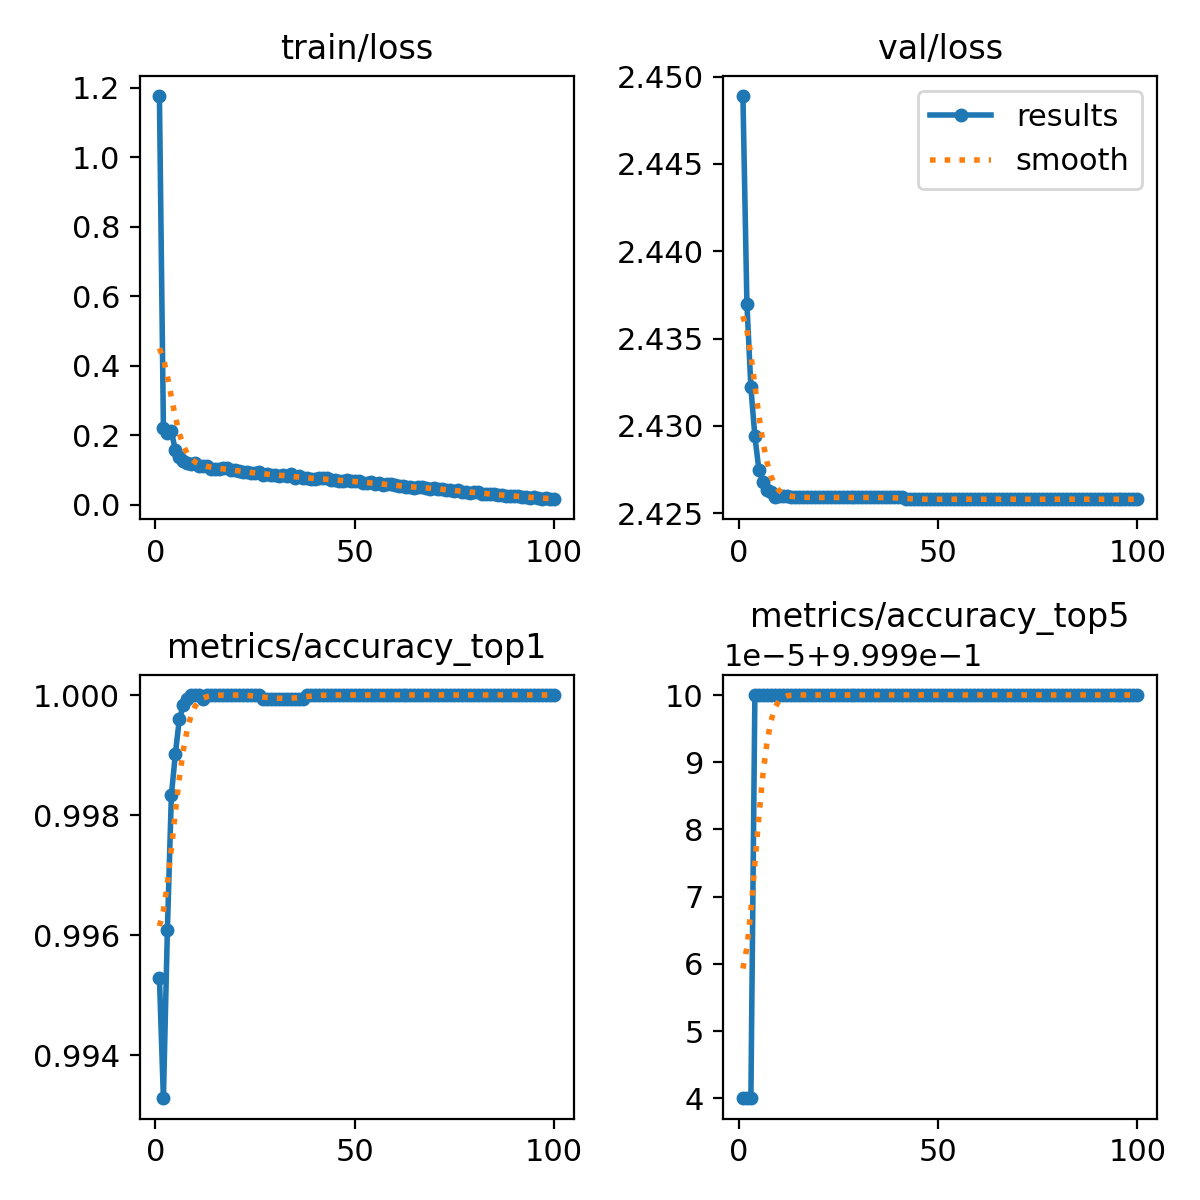 train/loss
1.2
1.0
0.8
0.6
0.4
0.2
0.0
0 50 100
val/loss
2.450
2.445
2.440
2.435
2.430
2.425
results
smooth
0 50 100
metrics/accuracy_top1
1.000
0.998
0.996
0.994
0 50 100
metrics/accuracy_top5
1e−5+9.999e−1
10
9
8
7
6
5
4
0 50 100